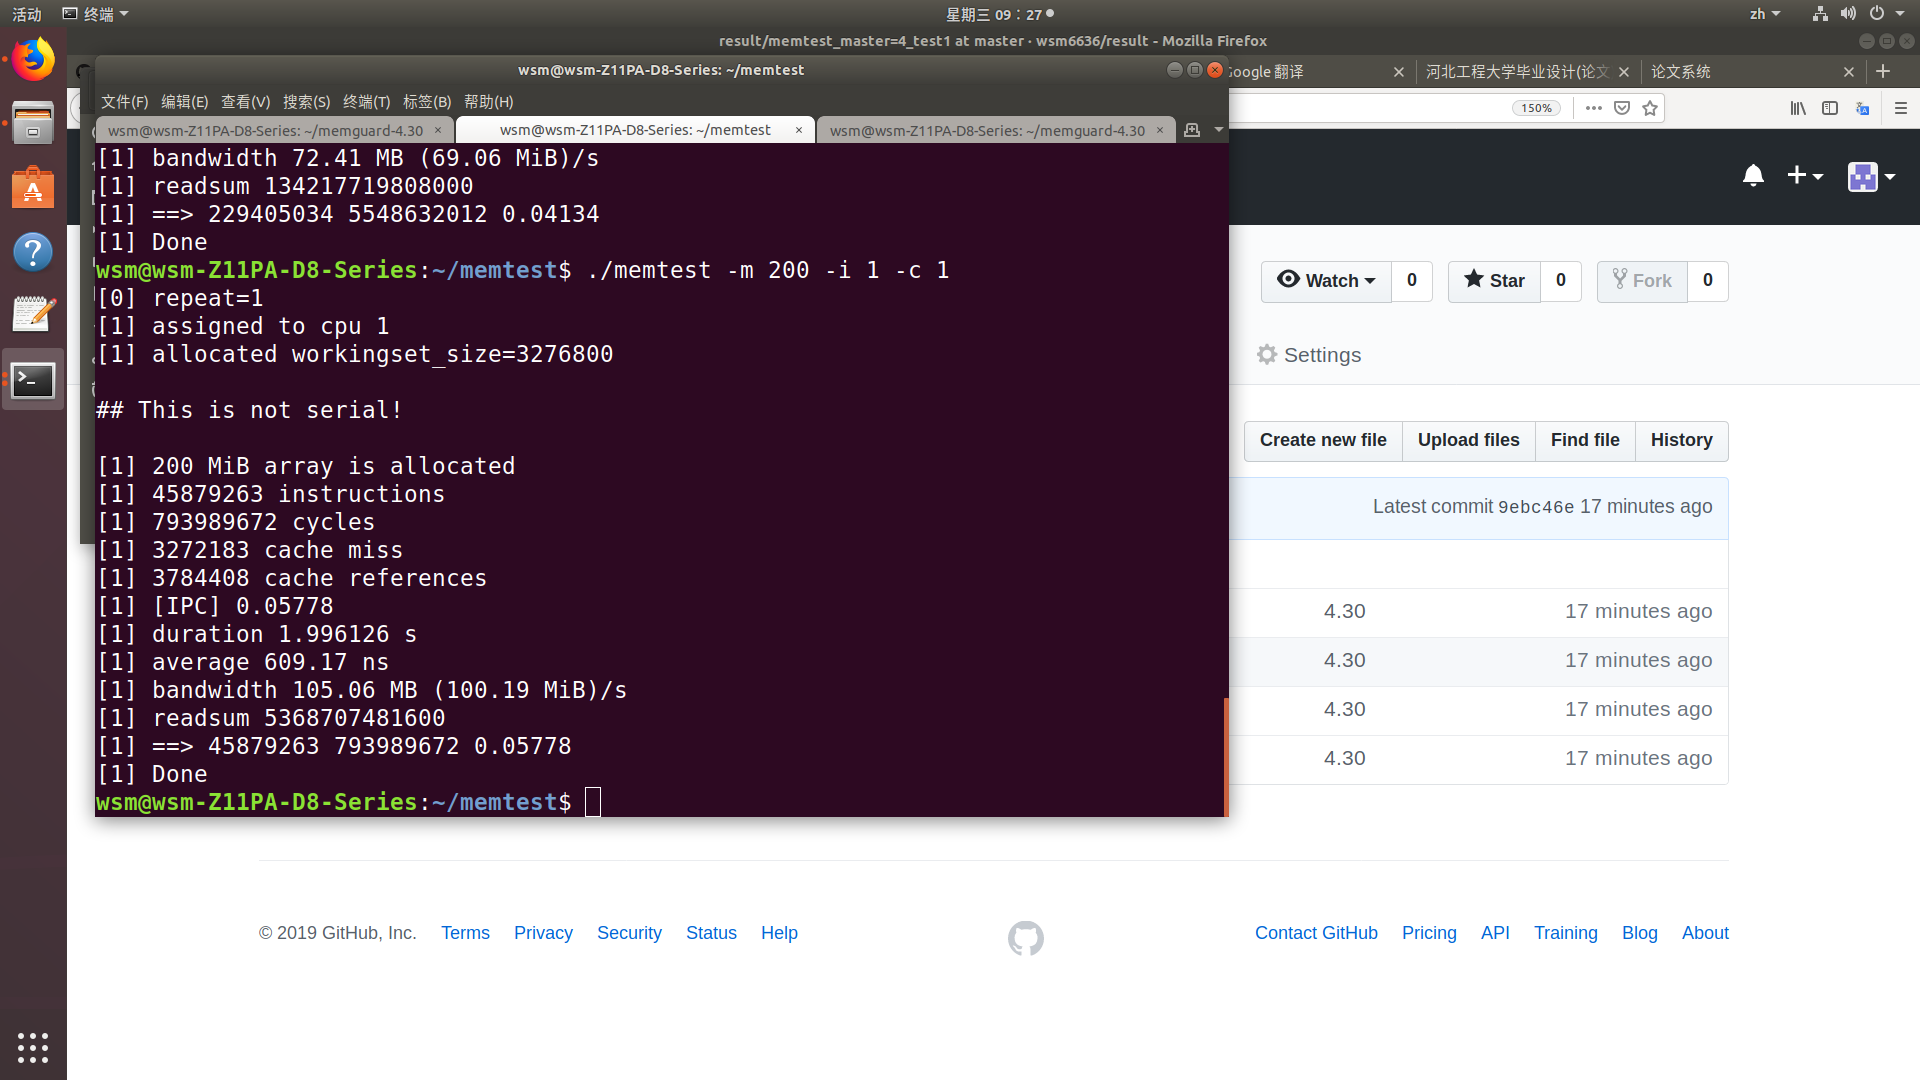 活动 终端 星期三 09：27 zh
result/memtest_master=4_test1 at master · wsm6636/result - Mozilla Firefox
wsm@wsm-Z11PA-D8-Series: ~/memtest
Google 翻译 河北工程大学毕业设计(论文 论文系统
文件(F) 编辑(E) 查看(V) 搜索(S) 终端(T) 标签(B) 帮助(H)
150%
wsm@wsm-Z11PA-D8-Series: ~/memguard-4.30 wsm@wsm-Z11PA-D8-Series: ~/memtest wsm@wsm-Z11PA-D8-Series: ~/memguard-4.30
[1] bandwidth 72.41 MB (69.06 MiB)/s
[1] readsum 134217719808000
[1] ==> 229405034 5548632012 0.04134
[1] Done
wsm@wsm-Z11PA-D8-Series:~/memtest$ ./memtest -m 200 -i 1 -c 1
[0] repeat=1
[1] assigned to cpu 1
[1] allocated workingset_size=3276800
## This is not serial!
[1] 200 MiB array is allocated
[1] 45879263 instructions
[1] 793989672 cycles
[1] 3272183 cache miss
[1] 3784408 cache references
[1] [IPC] 0.05778
[1] duration 1.996126 s
[1] average 609.17 ns
[1] bandwidth 105.06 MB (100.19 MiB)/s
[1] readsum 5368707481600
[1] ==> 45879263 793989672 0.05778
[1] Done
wsm@wsm-Z11PA-D8-Series:~/memtest$
Watch 0 Star 0 Fork 0
Settings
Create new file Upload files Find file History
Latest commit 9ebc46e 17 minutes ago
4.30 17 minutes ago
4.30 17 minutes ago
4.30 17 minutes ago
4.30 17 minutes ago
© 2019 GitHub, Inc. Terms Privacy Security Status Help Contact GitHub Pricing API Training Blog About